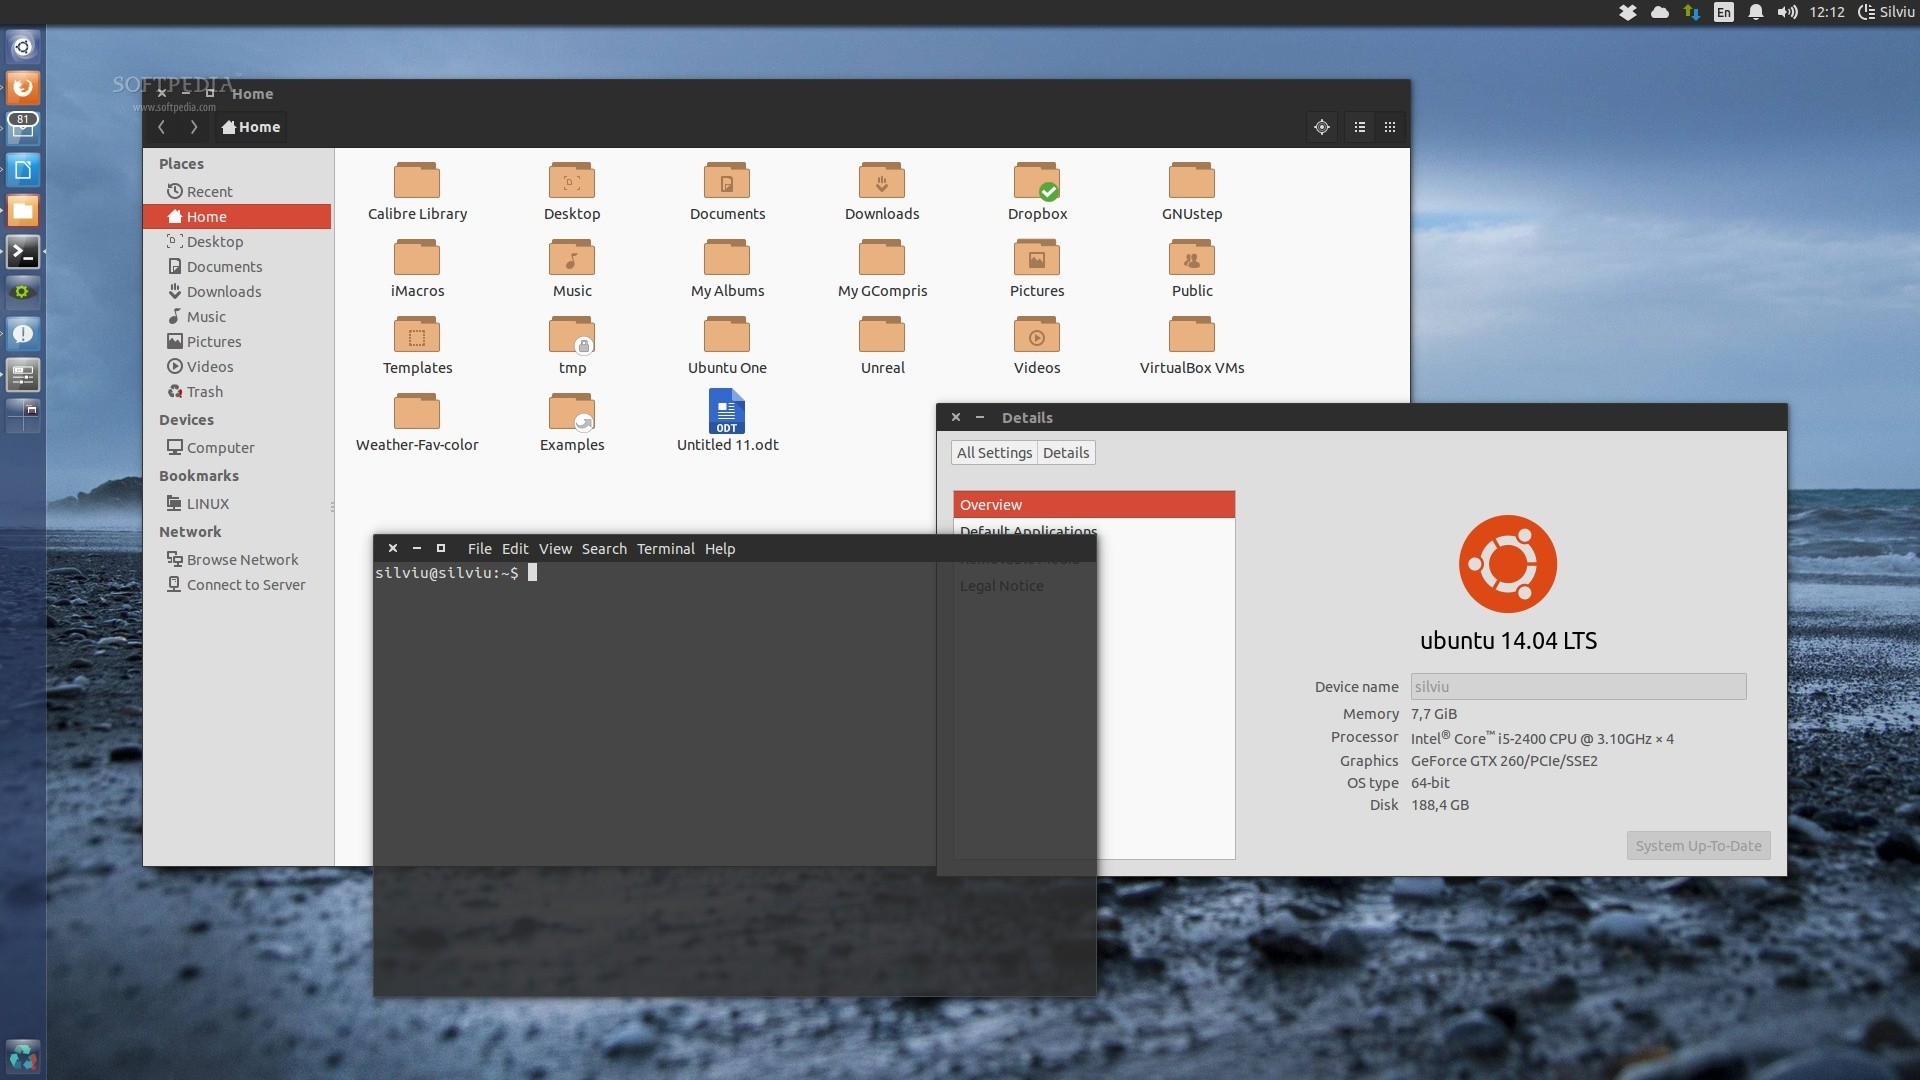 En
12:12
Silviu
SOFTPEDIA
www.softpedia.com
81
Home
Home
Places
Recent
Home
Desktop
Documents
Downloads
Music
Pictures
Videos
Trash
Devices
Computer
Bookmarks
LINUX
Network
Browse Network
Connect to Server
Calibre Library
Desktop
Documents
Downloads
Dropbox
GNUstep
iMacros
Music
My Albums
My GCompris
Pictures
Public
Templates
tmp
Ubuntu One
Unreal
Videos
VirtualBox VMs
Weather-Fav-color
Examples
ODT
Untitled 11.odt
Details
All Settings
Details
Overview
Default Applications
Legal Notice
ubuntu 14.04 LTS
Device name silviu
Memory 7,7 GiB
Processor Intel® Core™ i5-2400 CPU @ 3.10GHz × 4
Graphics GeForce GTX 260/PCIe/SSE2
OS type 64-bit
Disk 188,4 GB
System Up-To-Date
File Edit View Search Terminal Help
silviu@silviu:~$